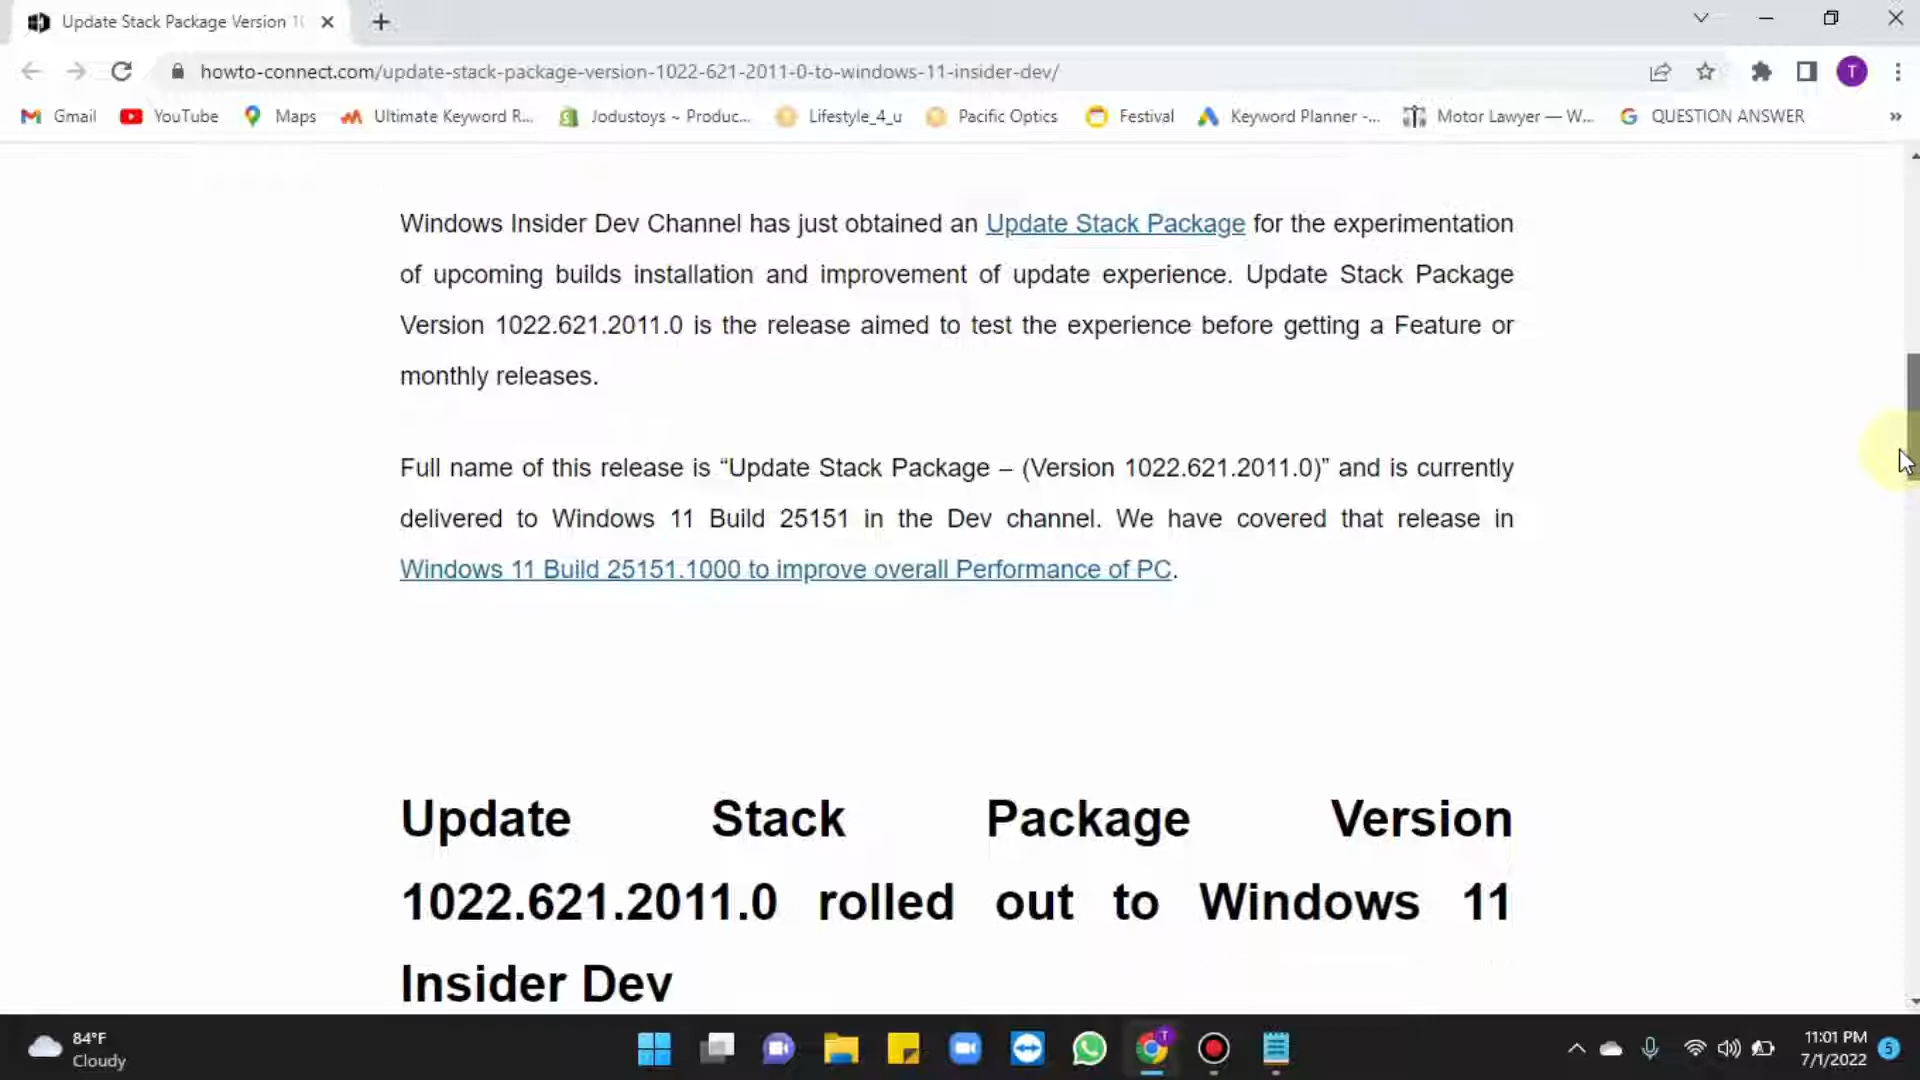 Update Stack Package Version 10
howto-connect.com/update-stack-package-version-1022-621-2011-0-to-windows-11-insider-dev/
T
Gmail YouTube Maps Ultimate Keyword R... Jodustoys ~ Produc... Lifestyle_4_u Pacific Optics Festival Keyword Planner -... Motor Lawyer — W... QUESTION ANSWER »
Windows Insider Dev Channel has just obtained an Update Stack Package for the experimentation
of upcoming builds installation and improvement of update experience. Update Stack Package
Version 1022.621.2011.0 is the release aimed to test the experience before getting a Feature or
monthly releases.
Full name of this release is “Update Stack Package – (Version 1022.621.2011.0)” and is currently
delivered to Windows 11 Build 25151 in the Dev channel. We have covered that release in
Windows 11 Build 25151.1000 to improve overall Performance of PC.
Update Stack Package Version
1022.621.2011.0 rolled out to Windows 11
Insider Dev
84°F
Cloudy
T
11:01 PM
7/1/2022
5